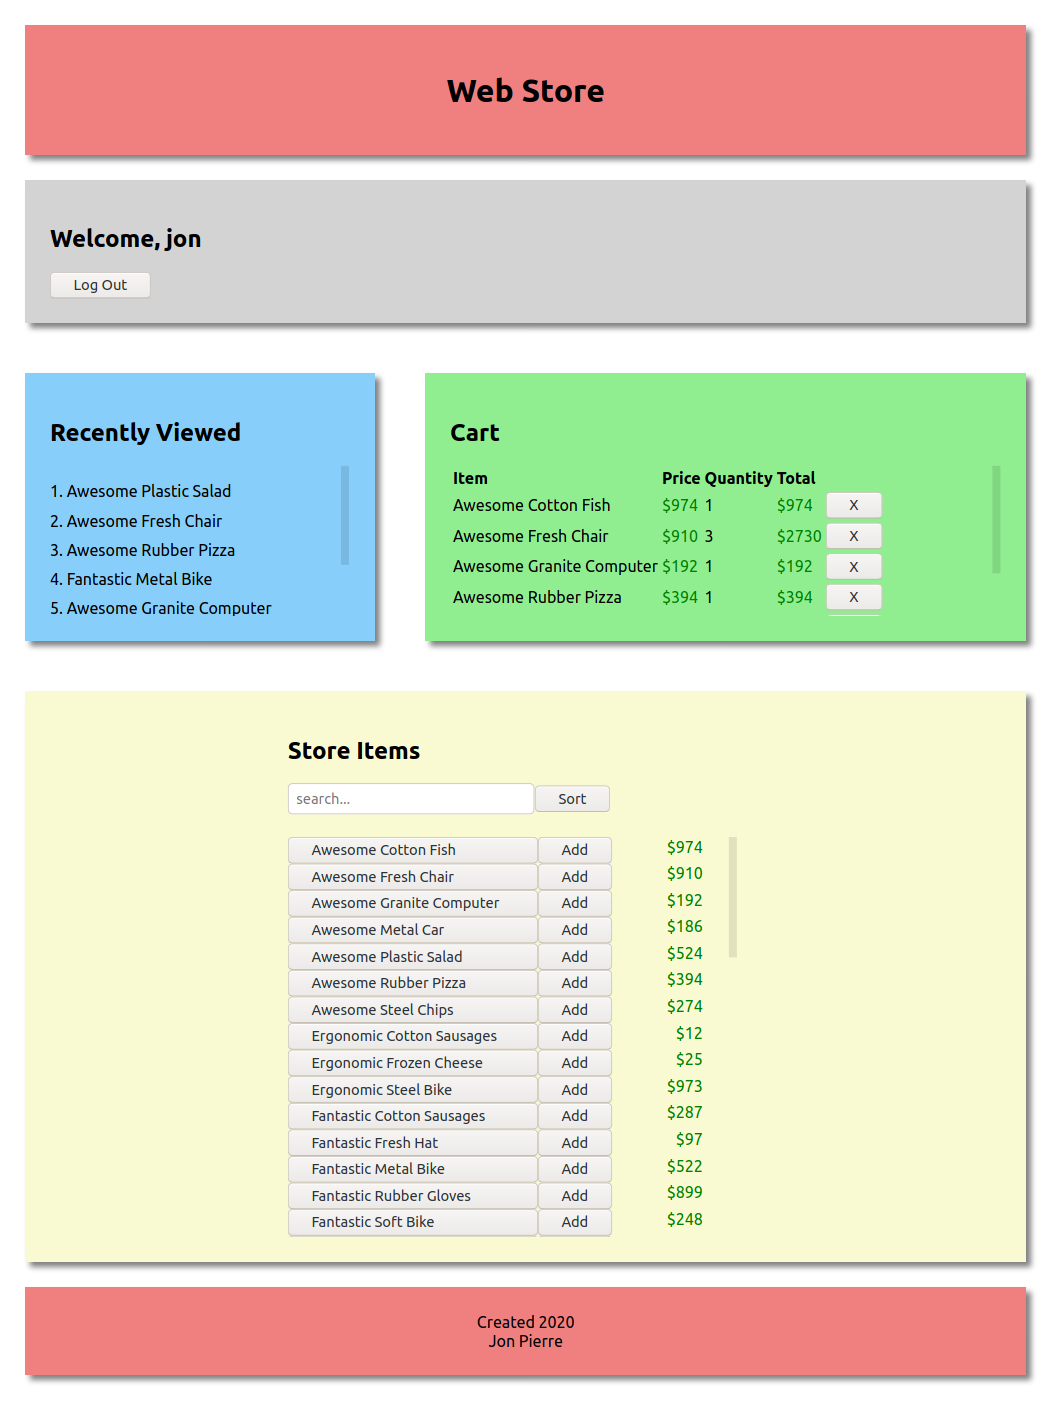 Web Store
Welcome, jon
Log Out
Recently Viewed
1. Awesome Plastic Salad
2. Awesome Fresh Chair
3. Awesome Rubber Pizza
4. Fantastic Metal Bike
5. Awesome Granite Computer
Cart
Item Price Quantity Total
Awesome Cotton Fish $974 1 $974 X
Awesome Fresh Chair $910 3 $2730 X
Awesome Granite Computer $192 1 $192 X
Awesome Rubber Pizza $394 1 $394 X
Store Items
search... Sort
Awesome Cotton Fish Add $974
Awesome Fresh Chair Add $910
Awesome Granite Computer Add $192
Awesome Metal Car Add $186
Awesome Plastic Salad Add $524
Awesome Rubber Pizza Add $394
Awesome Steel Chips Add $274
Ergonomic Cotton Sausages Add $12
Ergonomic Frozen Cheese Add $25
Ergonomic Steel Bike Add $973
Fantastic Cotton Sausages Add $287
Fantastic Fresh Hat Add $97
Fantastic Metal Bike Add $522
Fantastic Rubber Gloves Add $899
Fantastic Soft Bike Add $248
Created 2020
Jon Pierre